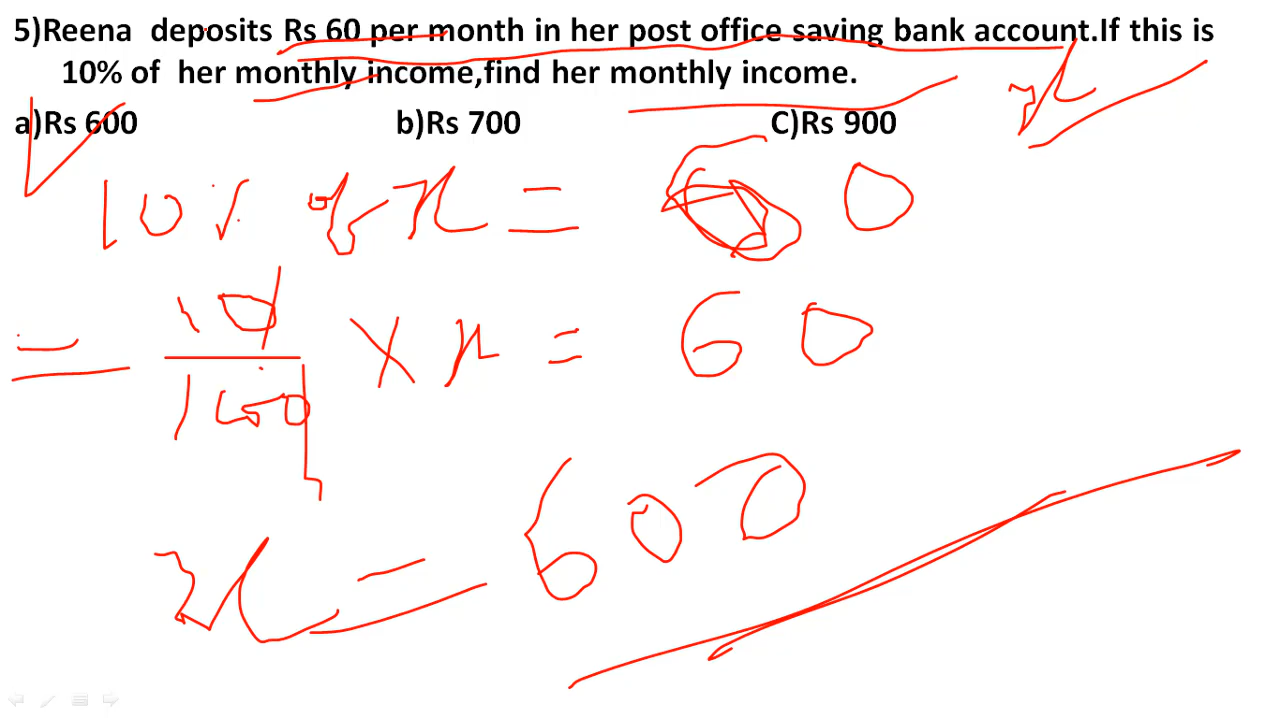 5)Reena deposits Rs 60 per month in her post office saving bank account.If this is
10% of her monthly income,find her monthly income.
x
a)Rs 600 b)Rs 700 C)Rs 900
10% of x = 60
= 10/100 × x = 60
x = 600